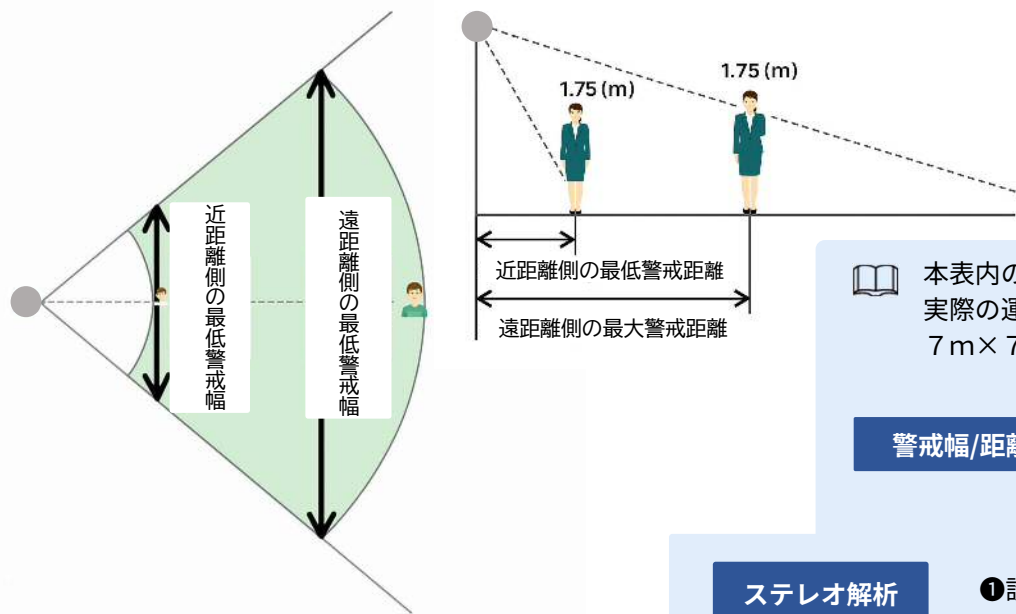 1.75 (m)
1.75 (m)
近距離側の最低警戒幅
遠距離側の最低警戒幅
近距離側の最低警戒距離
遠距離側の最大警戒距離
本表内の
実際の運
7m×7
警戒幅/距離
ステレオ解析
❶